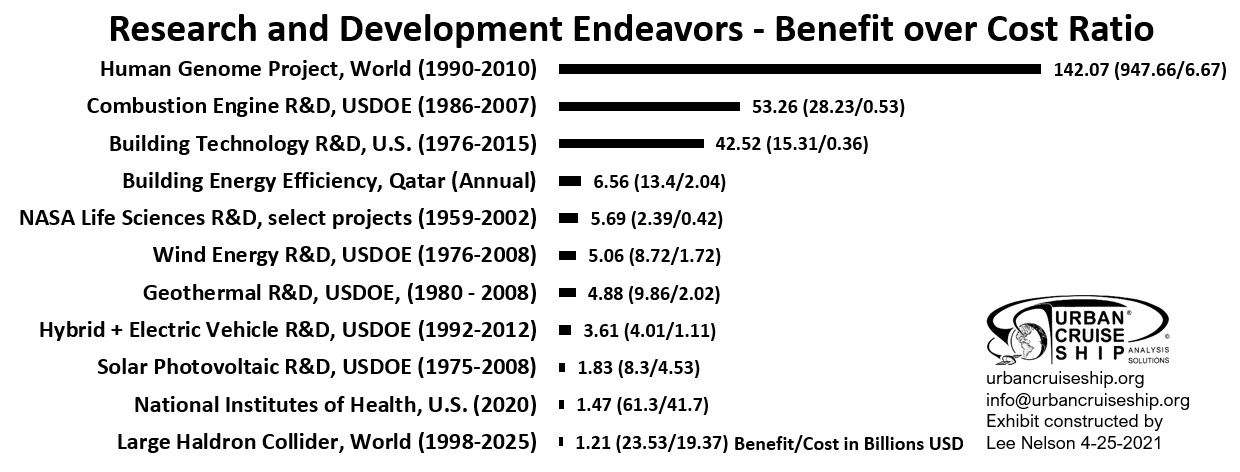 Research and Development Endeavors - Benefit over Cost Ratio
Human Genome Project, World (1990-2010) 142.07 (947.66/6.67)
Combustion Engine R&D, USDOE (1986-2007) 53.26 (28.23/0.53)
Building Technology R&D, U.S. (1976-2015) 42.52 (15.31/0.36)
Building Energy Efficiency, Qatar (Annual) 6.56 (13.4/2.04)
NASA Life Sciences R&D, select projects (1959-2002) 5.69 (2.39/0.42)
Wind Energy R&D, USDOE (1976-2008) 5.06 (8.72/1.72)
Geothermal R&D, USDOE, (1980 - 2008) 4.88 (9.86/2.02)
Hybrid + Electric Vehicle R&D, USDOE (1992-2012) 3.61 (4.01/1.11)
Solar Photovoltaic R&D, USDOE (1975-2008) 1.83 (8.3/4.53)
National Institutes of Health, U.S. (2020) 1.47 (61.3/41.7)
Large Haldron Collider, World (1998-2025) 1.21 (23.53/19.37) Benefit/Cost in Billions USD
URBAN®
CRUISE ©
SHIP ANALYSIS
SOLUTIONS
urbancruiseship.org
info@urbancruiseship.org
Exhibit constructed by
Lee Nelson 4-25-2021